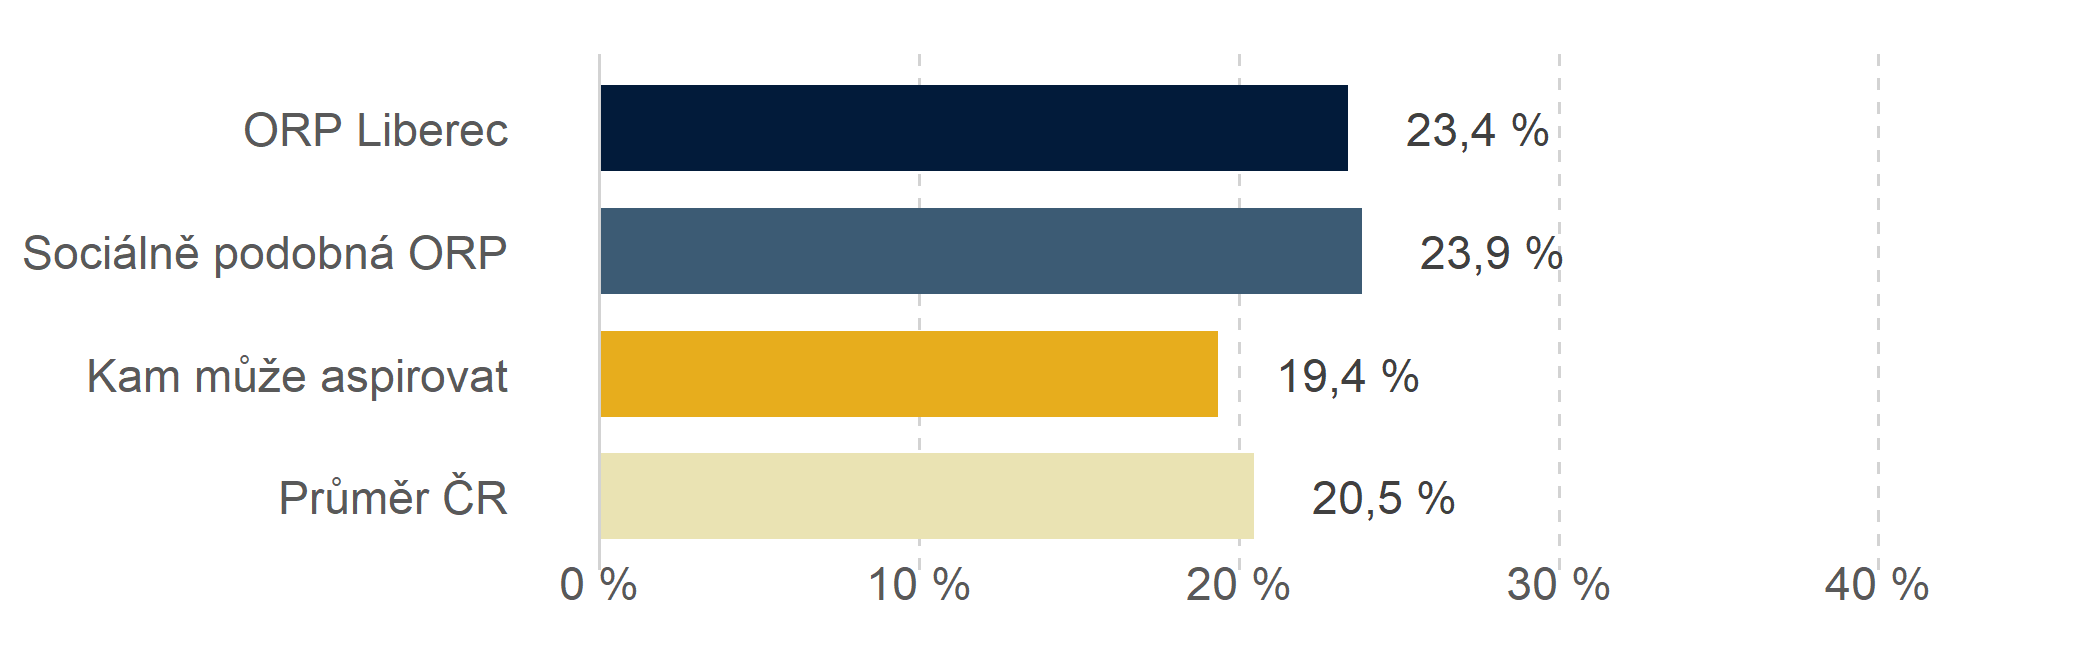 ORP Liberec
23,4 %
Sociálně podobná ORP
23,9 %
Kam může aspirovat
19,4 %
Průměr ČR
20,5 %
0 % 10 % 20 % 30 % 40 %